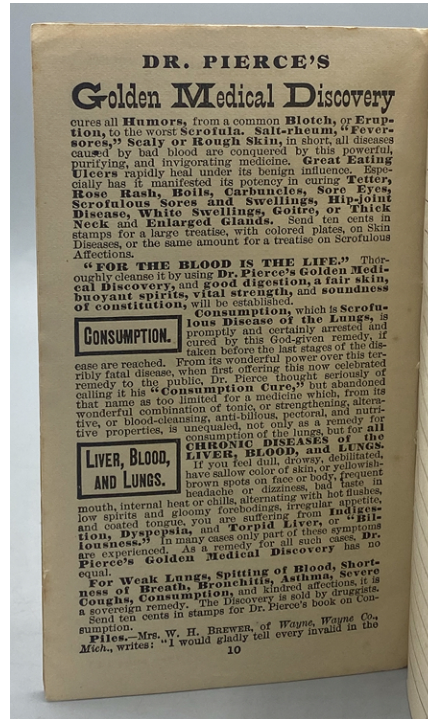 DR. PIERCE'S
Golden Medical Discovery
cures all Humors, from a common Blotch, or Erup-
tion, to the worst Scrofula. Salt-rheum, "Fever-
sores," Scaly or Rough Skin, in short, all diseases
caused by bad blood are conquered by this powerful,
purifying, and invigorating medicine. Great Eating
Ulcers rapidly heal under its benign influence. Espe-
cially has it manifested its potency in curing Tetter,
Rose Rash, Boils, Carbuncles, Sore Eyes,
Scrofulous Sores and Swellings, Hip-joint
Disease, White Swellings, Goitre, or Thick
Neck and Enlarged Glands. Send ten cents in
stamps for a large treatise, with colored plates, on Skin
Diseases, or the same amount for a treatise on Scrofulous
Affections.
"FOR THE BLOOD IS THE LIFE." Thor-
oughly cleanse it by using Dr. Pierce's Golden Medi-
cal Discovery, and good digestion, a fair skin,
buoyant spirits, vital strength, and soundness
of constitution, will be established.
CONSUMPTION.
Consumption, which is Scrofu-
lous Disease of the Lungs, is
promptly and certainly arrested and
cured by this God-given remedy, if
taken before the last stages of the dis-
ease are reached. From its wonderful power over this ter-
ribly fatal disease, when first offering this now celebrated
remedy to the public, Dr. Pierce thought seriously of
calling it his "Consumption Cure," but abandoned
that name as too limited for a medicine which, from its
wonderful combination of tonic, or strengthening, altera-
tive, or blood-cleansing, anti-bilious, pectoral, and nutri-
tive properties, is unequaled, not only as a remedy for
LIVER, BLOOD,
AND LUNGS.
consumption of the lungs, but for all
CHRONIC DISEASES of the
LIVER, BLOOD, and LUNGS.
If you feel dull, drowsy, debilitated,
have sallow color of skin, or yellowish-
brown spots on face or body, frequent
headache or dizziness, bad taste in
mouth, internal heat or chills, alternating with hot flushes,
low spirits and gloomy forebodings, irregular appetite,
and coated tongue, you are suffering from Indiges-
tion, Dyspepsia, and Torpid Liver, or "Bil-
iousness." In many cases only part of these symptoms
are experienced. As a remedy for all such cases, Dr.
Pierce's Golden Medical Discovery has no
equal.
For Weak Lungs, Spitting of Blood, Short-
ness of Breath, Bronchitis, Asthma, Severe
Coughs, Consumption, and kindred affections, it is
a sovereign remedy. The Discovery is sold by druggists.
Send ten cents in stamps for Dr. Pierce's book on Con-
sumption.
Piles.—Mrs. W. H. BREWER, of Wayne, Wayne Co.,
Mich., writes: "I would gladly tell every invalid in the
10